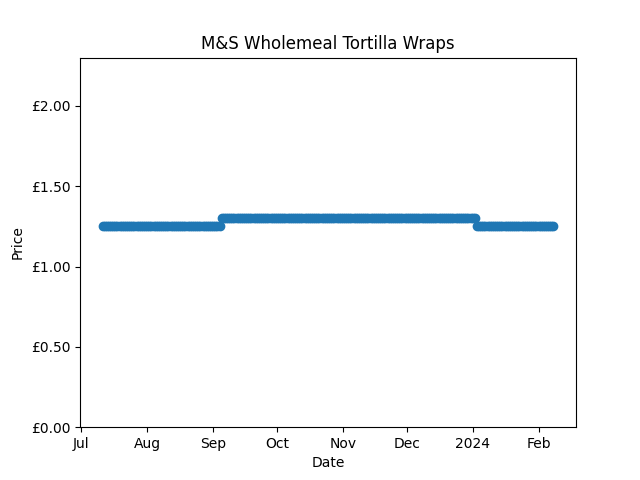 M&S Wholemeal Tortilla Wraps
£2.00
£1.50
£1.00
£0.50
£0.00
Price
Jul Aug Sep Oct Nov Dec 2024 Feb
Date